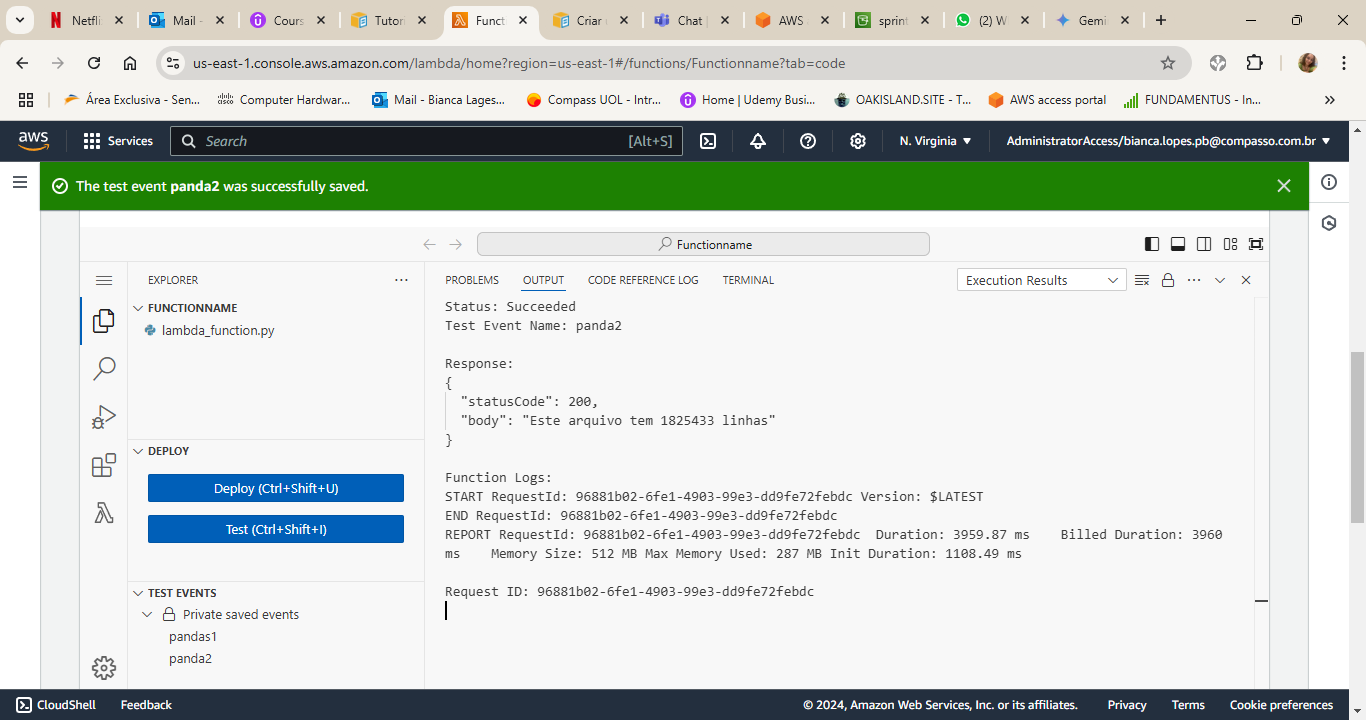 Netfli
Mail -
Cours
Tutori
Funct
Criar
Chat
AWS
sprint
(2) W
Gemi
us-east-1.console.aws.amazon.com/lambda/home?region=us-east-1#/functions/Functionname?tab=code
Área Exclusiva - Sen...
cisco
Computer Hardwar...
Mail - Bianca Lages...
Compass UOL - Intr...
Home | Udemy Busi...
OAKISLAND.SITE - T...
AWS access portal
FUNDAMENTUS - In...
aws
Services
Search
[Alt+S]
N. Virginia
AdministratorAccess/bianca.lopes.pb@compasso.com.br
The test event panda2 was successfully saved.
Functionname
EXPLORER
FUNCTIONNAME
lambda_function.py
DEPLOY
Deploy (Ctrl+Shift+U)
Test (Ctrl+Shift+I)
TEST EVENTS
Private saved events
pandas1
panda2
PROBLEMS
OUTPUT
CODE REFERENCE LOG
TERMINAL
Execution Results
Status: Succeeded
Test Event Name: panda2
Response:
{
"statusCode": 200,
"body": "Este arquivo tem 1825433 linhas"
}
Function Logs:
START RequestId: 96881b02-6fe1-4903-99e3-dd9fe72febdc Version: $LATEST
END RequestId: 96881b02-6fe1-4903-99e3-dd9fe72febdc
REPORT RequestId: 96881b02-6fe1-4903-99e3-dd9fe72febdc  Duration: 3959.87 ms    Billed Duration: 3960
ms    Memory Size: 512 MB Max Memory Used: 287 MB Init Duration: 1108.49 ms
Request ID: 96881b02-6fe1-4903-99e3-dd9fe72febdc
CloudShell
Feedback
© 2024, Amazon Web Services, Inc. or its affiliates.
Privacy
Terms
Cookie preferences